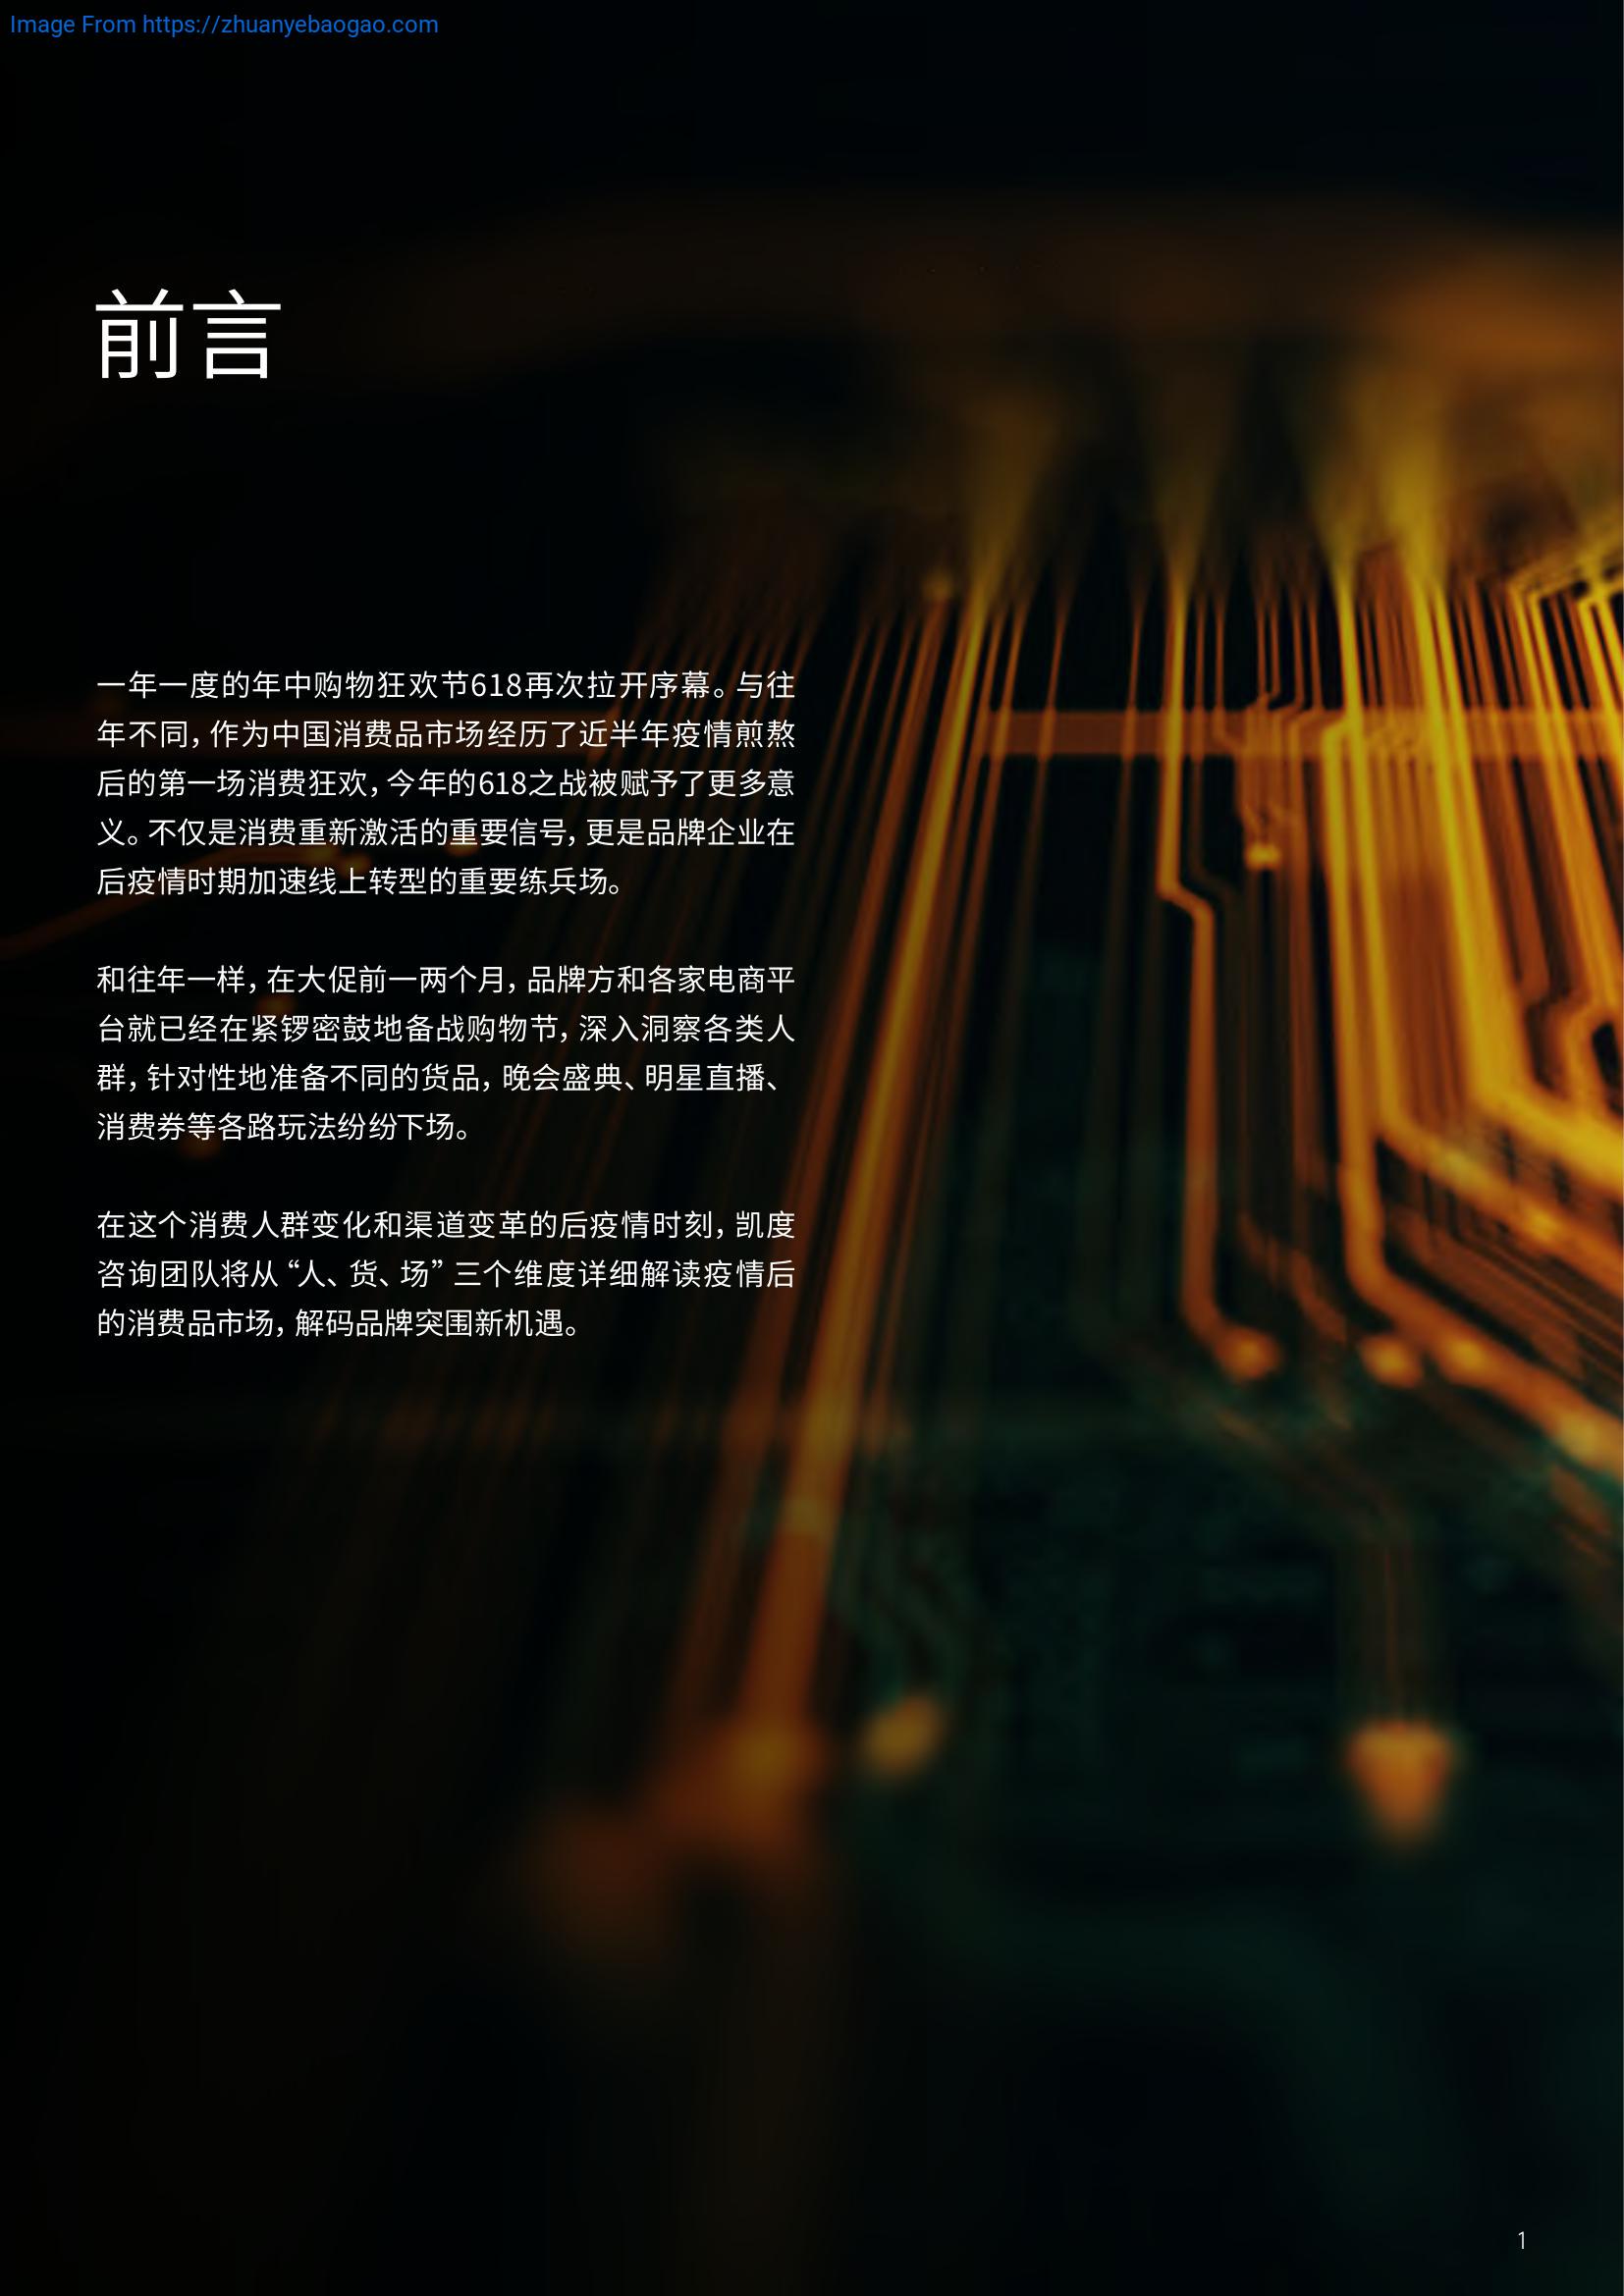 Image From https://zhuanyebaogao.com
前言
一年一度的年中购物狂欢节618再次拉开序幕。与往
年不同，作为中国消费品市场经历了近半年疫情煎熬
后的第一场消费狂欢，今年的618之战被赋予了更多意
义。不仅是消费重新激活的重要信号，更是品牌企业在
后疫情时期加速线上转型的重要练兵场。
和往年一样，在大促前一两个月，品牌方和各家电商平
台就已经在紧锣密鼓地备战购物节，深入洞察各类人
群，针对性地准备不同的货品，晚会盛典、明星直播、
消费券等各路玩法纷纷下场。
在这个消费人群变化和渠道变革的后疫情时刻，凯度
咨询团队将从“人、货、场”三个维度详细解读疫情后
的消费品市场，解码品牌突围新机遇。
1